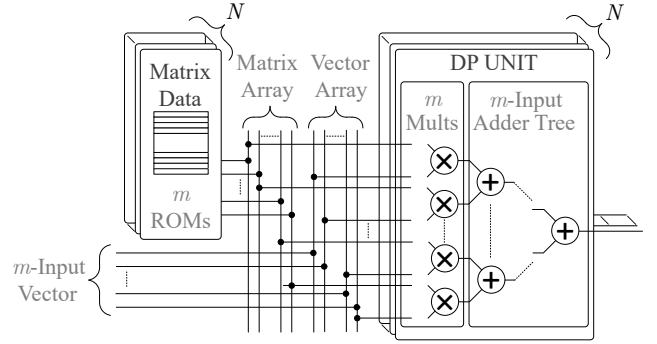 N
Matrix
Data
m
ROMs
Matrix
Array
Vector
Array
N
DP UNIT
m
Mults
m-Input
Adder Tree
m-Input
Vector